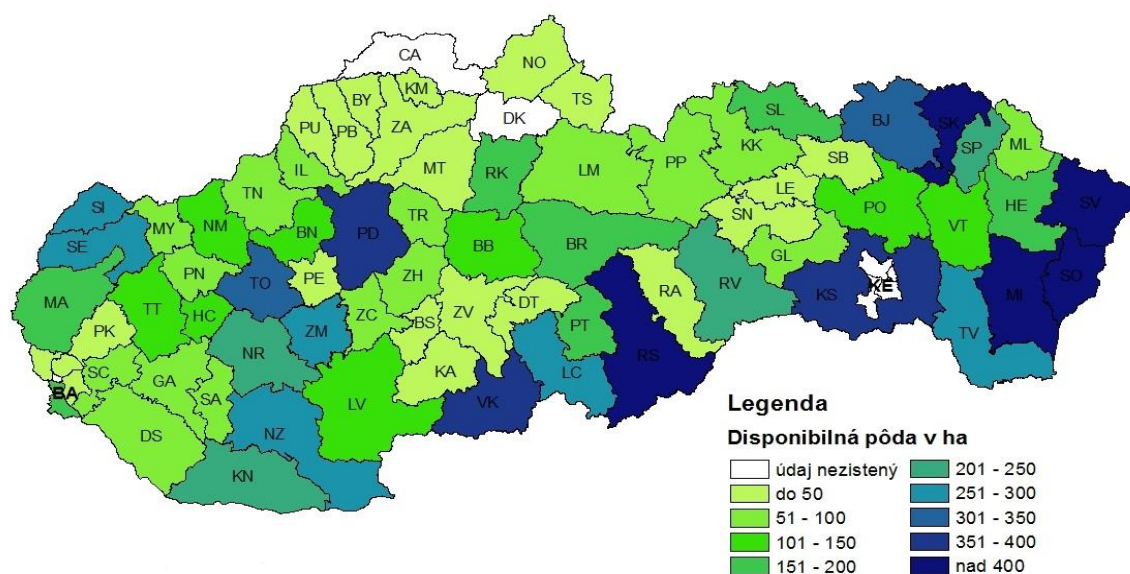 CA
NO
KM
BY
TS
DK
PU
PB
ZA
SL
BJ
SK
SP
ML
IL
MT
RK
LM
PP
KK
SB
TN
LE
SI
MY
NM
BN
PD
TR
SN
PO
VT
HE
SV
SE
BB
BR
GL
PN
TO
PE
ZH
RA
RV
KS
KE
MI
SO
MA
TT
HC
ZM
ZC
BS
ZV
DT
PT
TV
PK
NR
KA
LC
RS
BA
SC
GA
SA
LV
VK
DS
NZ
KN
Legenda
Disponibilná pôda v ha
údaj nezistený
do 50
51 - 100
101 - 150
151 - 200
201 - 250
251 - 300
301 - 350
351 - 400
nad 400